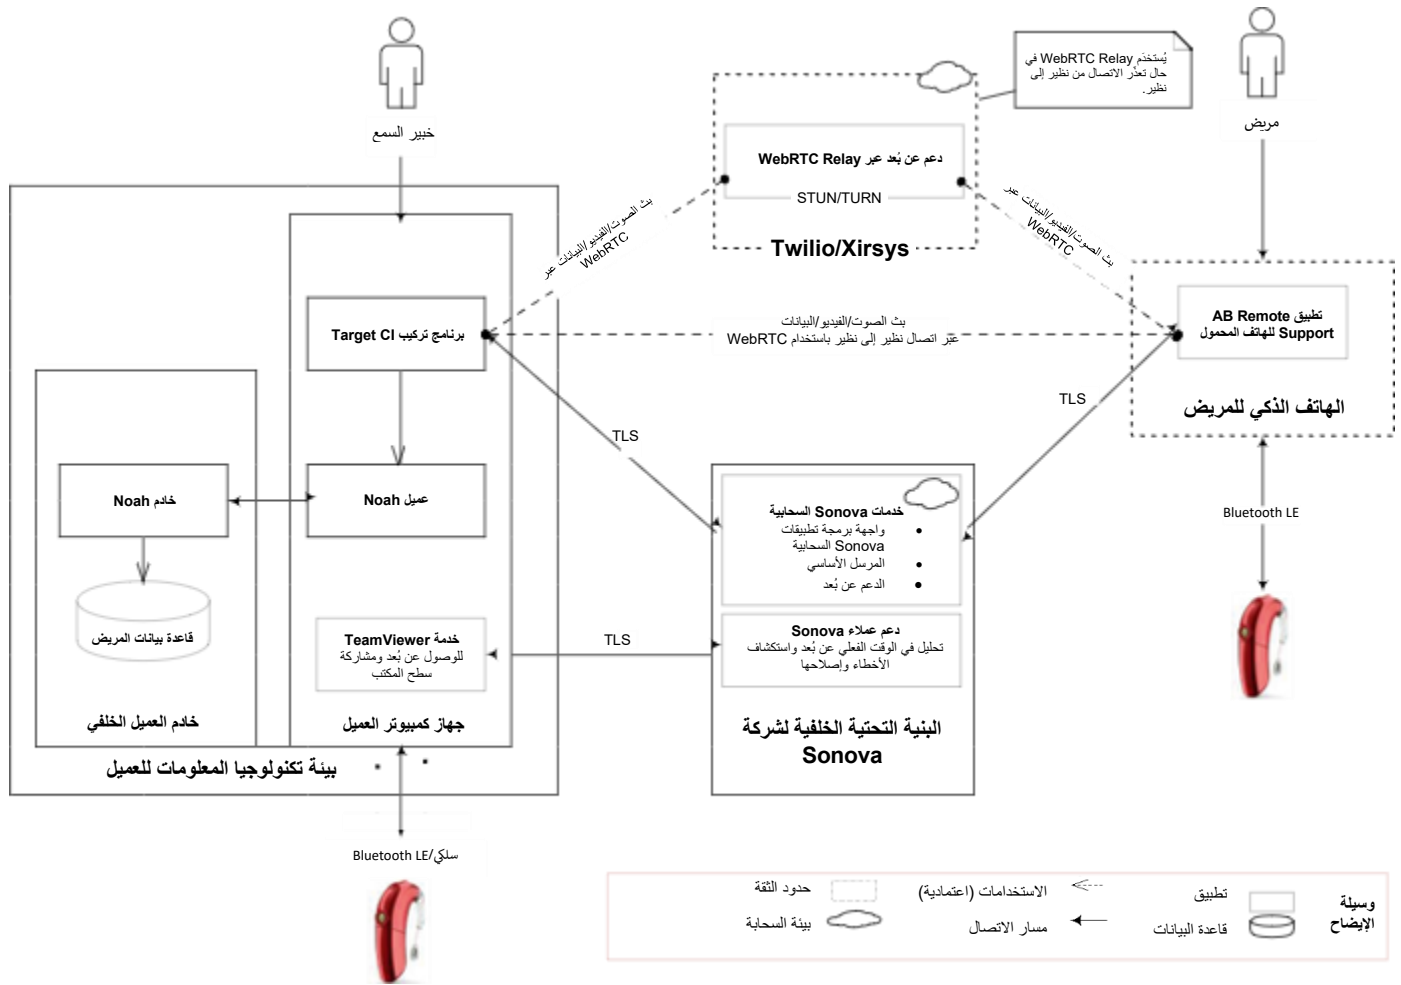 خبير السمع
مريض
يُستخدَم WebRTC Relay في
حال تعذّر الاتصال من نظير إلى
نظير.
دعم عن بُعد عبر WebRTC Relay
STUN/TURN
Twilio/Xirsys
بث الصوت/الفيديو/البيانات عبر
WebRTC
بث الصوت/الفيديو/البيانات عبر
WebRTC
بث الصوت/الفيديو/البيانات
عبر اتصال نظير إلى نظير باستخدام WebRTC
تطبيق AB Remote
Support للهاتف المحمول
الهاتف الذكي للمريض
برنامج تركيب Target CI
TLS
TLS
عميل Noah
خادم Noah
قاعدة بيانات المريض
خادم العميل الخلفي
خدمة TeamViewer
للوصول عن بُعد ومشاركة
سطح المكتب
جهاز كمبيوتر العميل
بيئة تكنولوجيا المعلومات للعميل
TLS
خدمات Sonova السحابية
• واجهة برمجة تطبيقات
Sonova السحابية
• المرسل الأساسي
• الدعم عن بُعد
دعم عملاء Sonova
تحليل في الوقت الفعلي عن بُعد واستكشاف
الأخطاء وإصلاحها
البنية التحتية الخلفية لشركة
Sonova
Bluetooth LE
سلكي/Bluetooth LE
وسيلة
الإيضاح
تطبيق
قاعدة البيانات
الاستخدامات (اعتمادية)
مسار الاتصال
حدود الثقة
بيئة السحابة